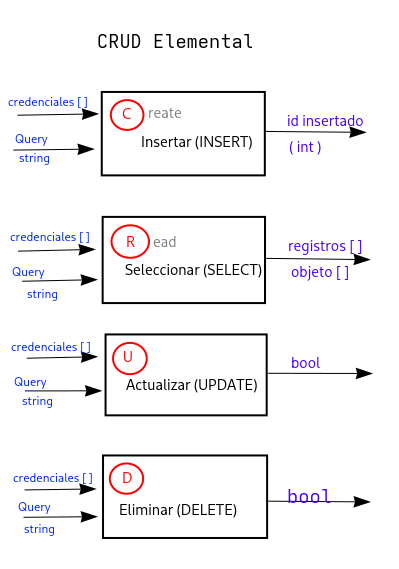 CRUD Elemental
credenciales [ ]
C reate
Query
string
Insertar (INSERT)
id insertado
( int )
credenciales [ ]
R ead
Query
string
Seleccionar (SELECT)
registros [ ]
objeto [ ]
credenciales [ ]
U
Query
string
Actualizar (UPDATE)
bool
credenciales [ ]
D
Query
string
Eliminar (DELETE)
bool